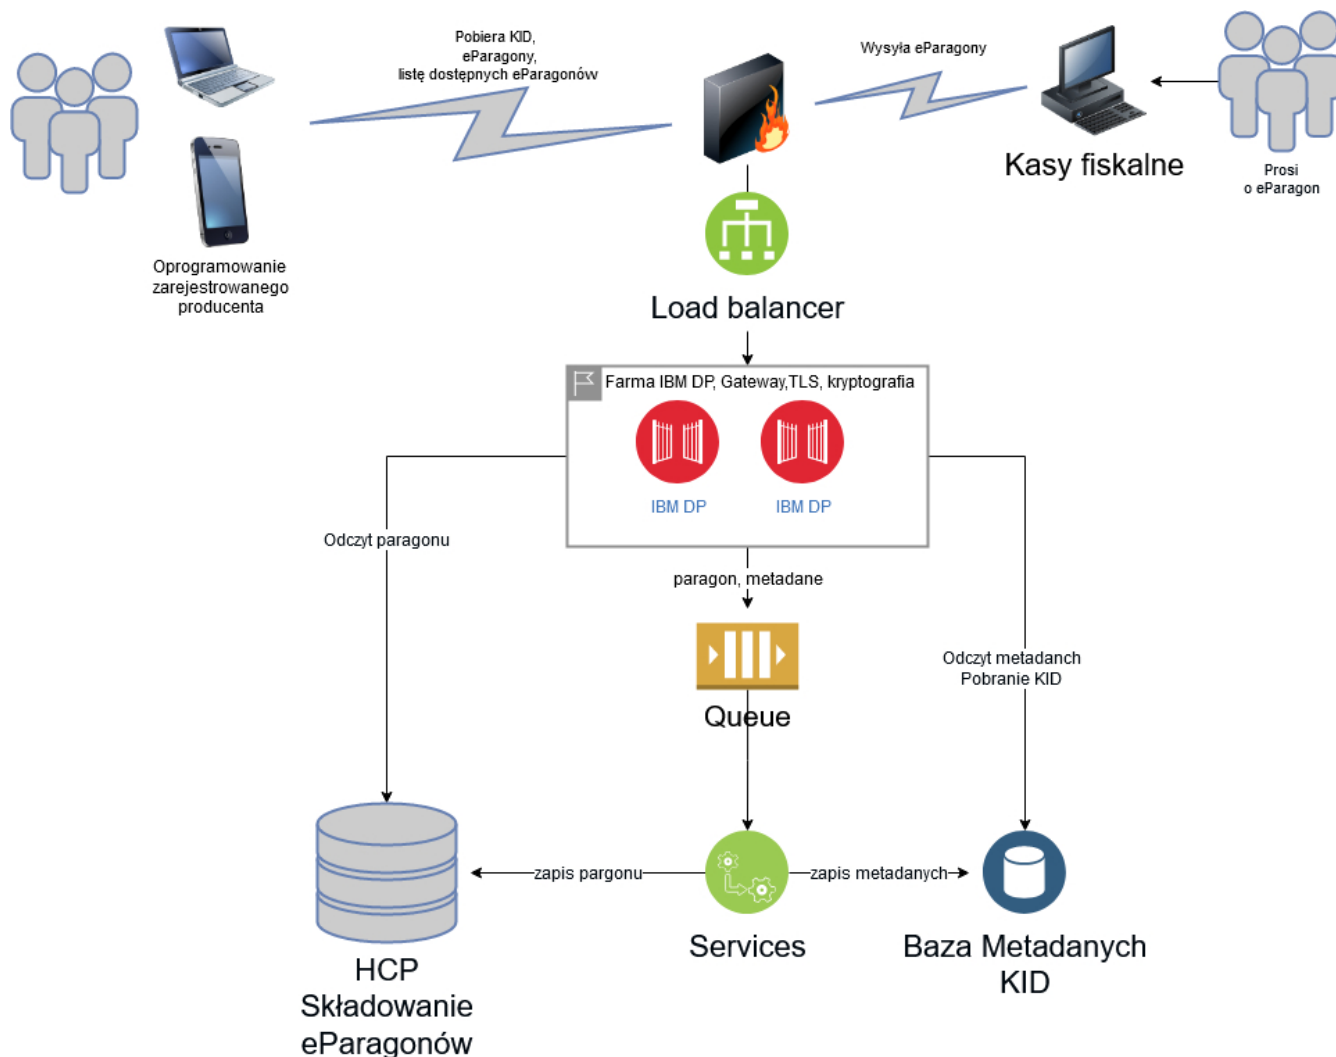 Pobiera KID,
eParagony,
listę dostępnych eParagonów
Wysyła eParagony
Kasy fiskalne
Prosi
o eParagon
Oprogramowanie
zarejestrowanego
producenta
Load balancer
Farma IBM DP, Gateway,TLS, kryptografia
IBM DP
IBM DP
Odczyt paragonu
paragon, metadane
Odczyt metadanch
Pobranie KID
Queue
zapis pargonu
zapis metadanych
Services
HCP
Składowanie
eParagonów
Baza Metadanych
KID